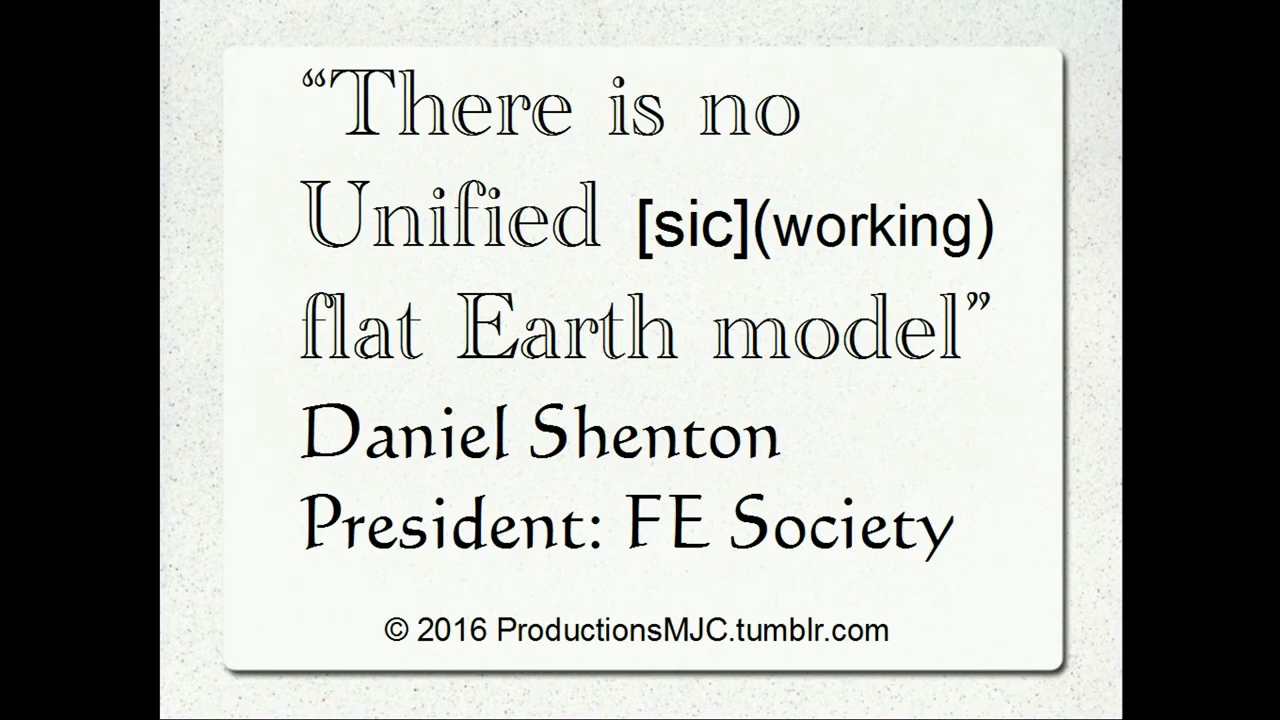 “There is no
Unified [sic](working)
flat Earth model”
Daniel Shenton
President: FE Society
© 2016 ProductionsMJC.tumblr.com